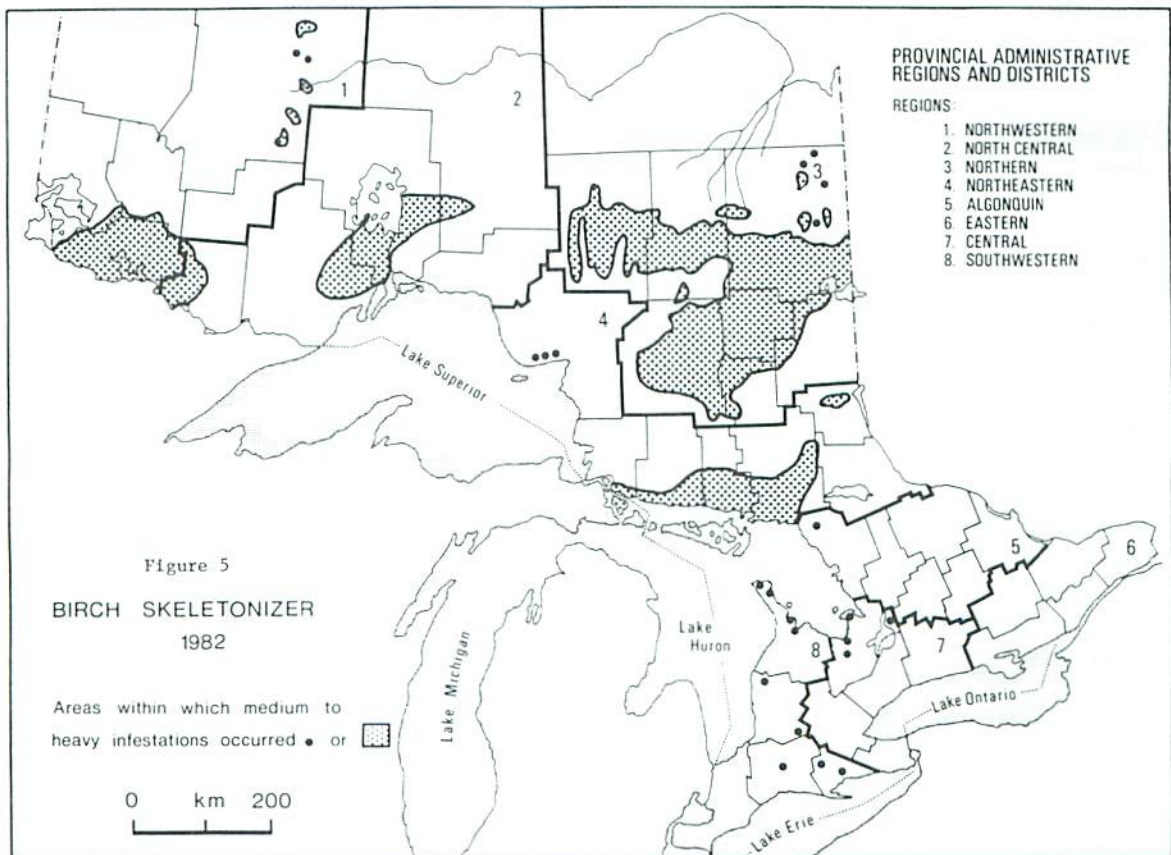 PROVINCIAL ADMINISTRATIVE
REGIONS AND DISTRICTS
REGIONS:
1. NORTHWESTERN
2. NORTH CENTRAL
3. NORTHERN
4. NORTHEASTERN
5. ALGONQUIN
6. EASTERN
7. CENTRAL
8. SOUTHWESTERN
1
2
3
4
Lake Superior
5
6
7
8
Lake Huron
Lake Michigan
Lake Ontario
Lake Erie
Figure 5
BIRCH SKELETONIZER
1982
Areas within which medium to
heavy infestations occurred • or
0 km 200